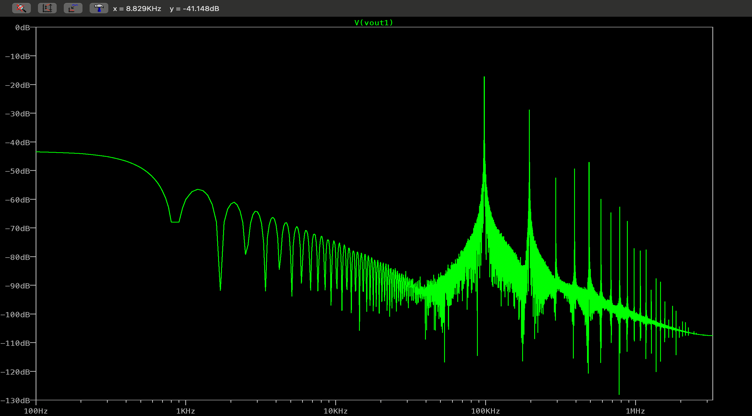 x = 8.829KHz y = -41.148dB
V(vout1)
0dB
-10dB
-20dB
-30dB
-40dB
-50dB
-60dB
-70dB
-80dB
-90dB
-100dB
-110dB
-120dB
-130dB
100Hz 1KHz 10KHz 100KHz 1MHz